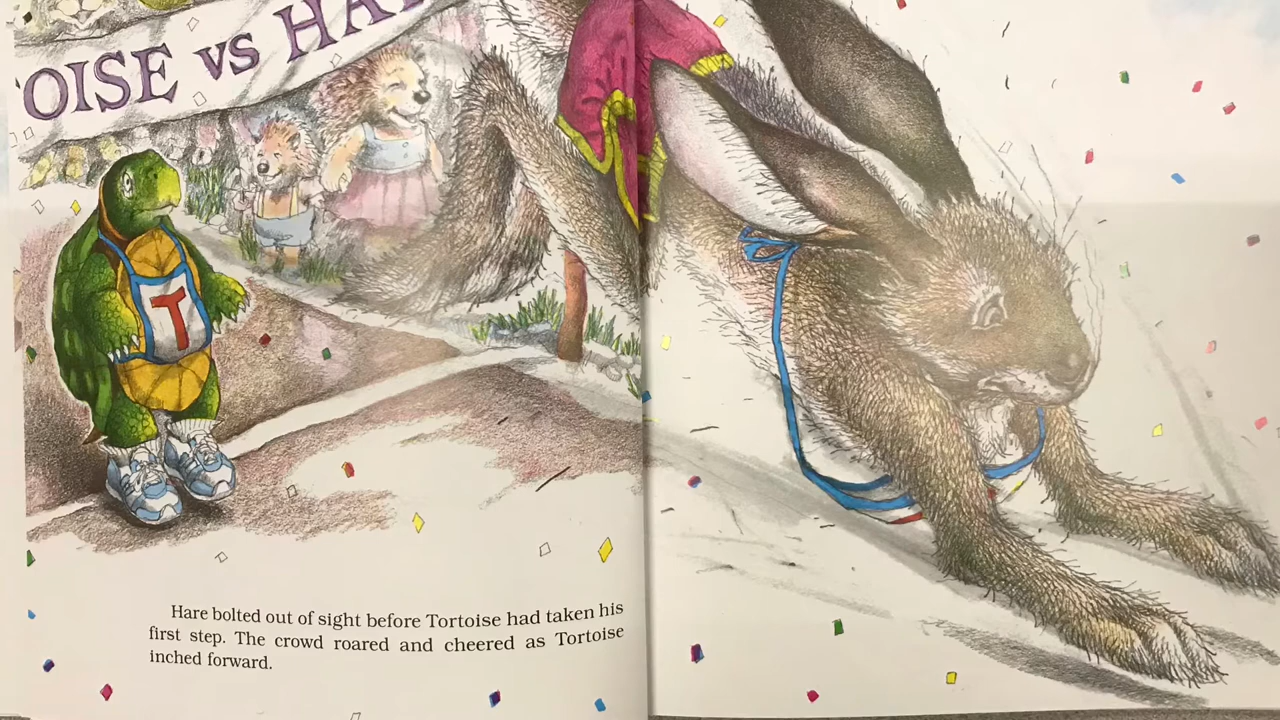 OISE vs HA
T
Hare bolted out of sight before Tortoise had taken his
first step. The crowd roared and cheered as Tortoise
inched forward.